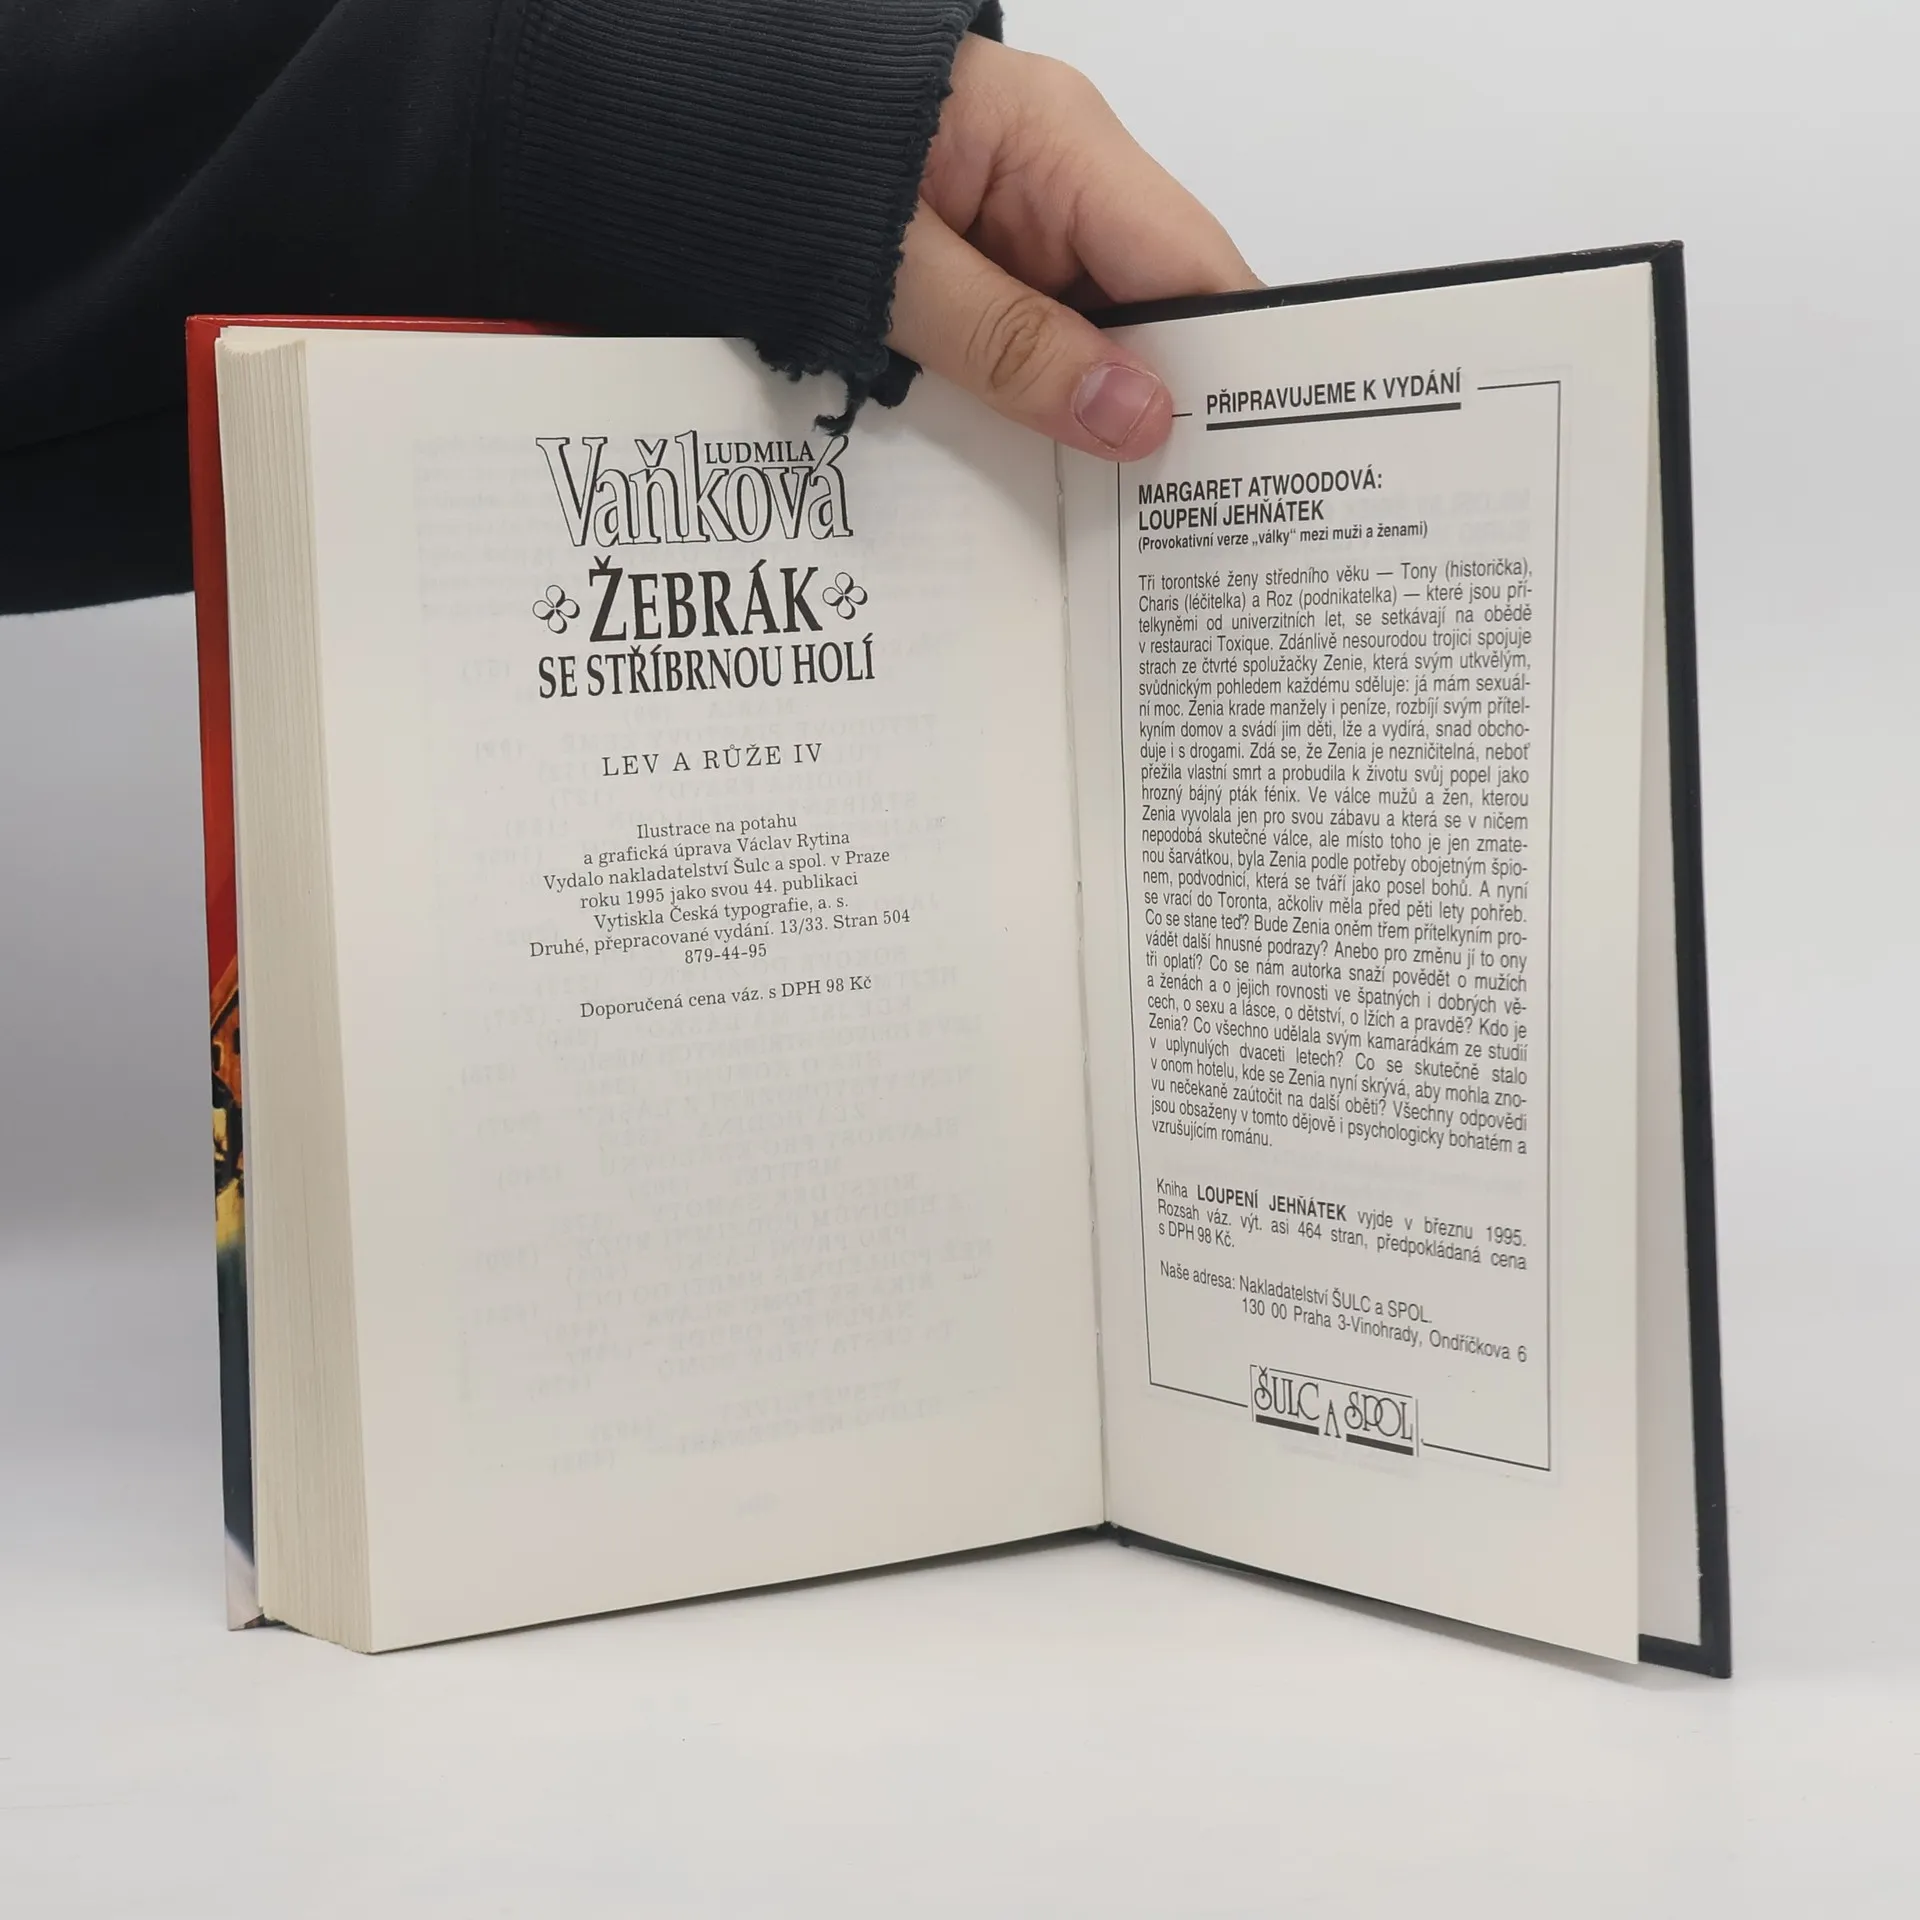 LUDMILA
Vaňková
ŽEBRÁK
SE STŘÍBRNOU HOLÍ
LEV A RŮŽE IV
Ilustrace na potahu
a grafická úprava Václav Rytina
Vydalo nakladatelství Šulc a spol. v Praze
roku 1995 jako svou 44. publikaci
Vytiskla Česká typografie, a. s.
Druhé, přepracované vydání. 13/33. Stran 504
879-44-95
Doporučená cena váz. s DPH 98 Kč
PŘIPRAVUJEME K VYDÁNÍ
MARGARET ATWOODOVÁ:
LOUPENÍ JEHŇÁTEK
(Provokativní verze „války“ mezi muži a ženami)
Tři torontské ženy středního věku — Tony (historička),
Charis (léčitelka) a Roz (podnikatelka) — které jsou pří-
telkyněmi od univerzitních let, se setkávají na obědě
v restauraci Toxique. Zdánlivě nesourodou trojici spojuje
strach ze čtvrté spolužačky Zenie, která svým utkvělým,
svůdnickým pohledem každému sděluje: já mám sexuál-
ní moc. Zenia krade manžely i peníze, rozbíjí svým přítel-
kyním domov a svádí jim děti, lže a vydírá, snad obcho-
duje i s drogami. Zdá se, že Zenia je nezničitelná, neboť
přežila vlastní smrt a probudila k životu svůj popel jako
hrozný bájný pták fénix. Ve válce mužů a žen, kterou
Zenia vyvolala jen pro svou zábavu a která se v ničem
nepodobá skutečné válce, ale místo toho je jen zmate-
nou šarvátkou, byla Zenia podle potřeby obojetným špio-
nem, podvodnicí, která se tváří jako posel bohů. A nyní
se vrací do Toronta, ačkoliv měla před pěti lety pohřeb.
Co se stane teď? Bude Zenia oněm třem přítelkyním pro-
vádět další hnusné podrazy? Anebo pro změnu jí to ony
tři oplatí? Co se nám autorka snaží povědět o mužích
a ženách a o jejich rovnosti ve špatných i dobrých vě-
cech, o sexu a lásce, o dětství, o lžích a pravdě? Kdo je
Zenia? Co všechno udělala svým kamarádkám ze studií
v uplynulých dvaceti letech? Co se skutečně stalo
v onom hotelu, kde se Zenia nyní skrývá, aby mohla zno-
vu nečekaně zaútočit na další oběti? Všechny odpovědi
jsou obsaženy v tomto dějově i psychologicky bohatém a
vzrušujícím románu.
Kniha LOUPENÍ JEHŇÁTEK vyjde v březnu 1995.
Rozsah váz. výt. asi 464 stran, předpokládaná cena
s DPH 98 Kč.
Naše adresa: Nakladatelství ŠULC a SPOL.
130 00 Praha 3-Vinohrady, Ondříčkova 6
ŠULC A SPOL